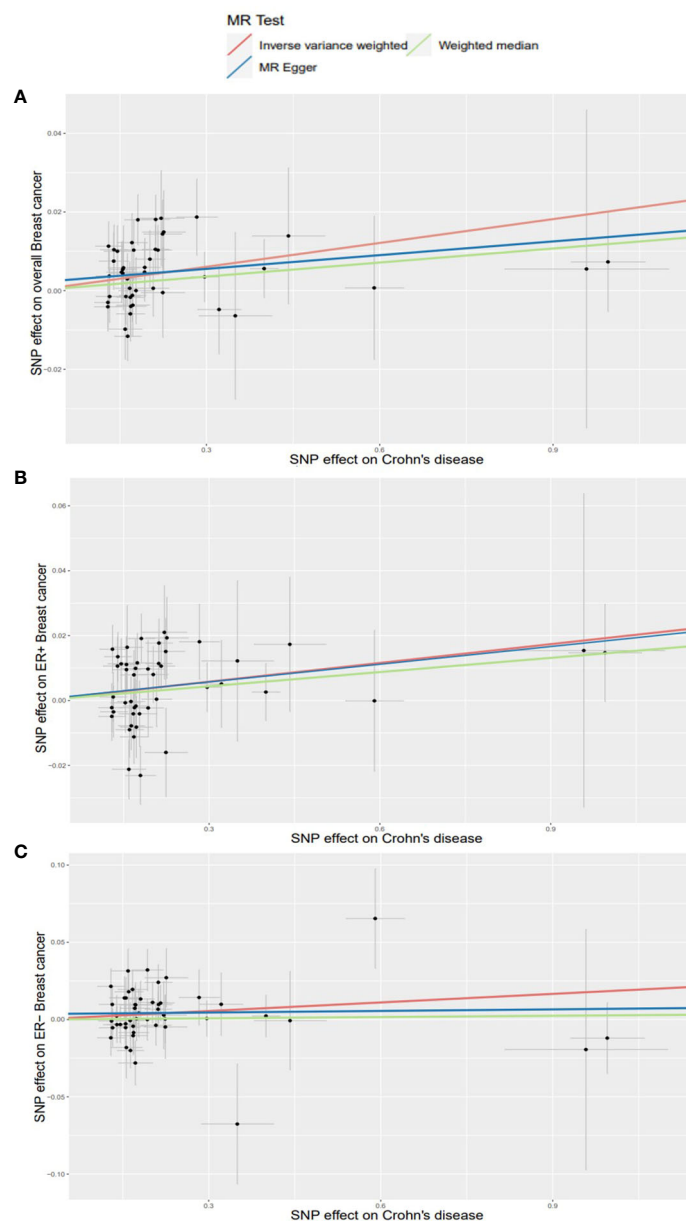 MR Test
Inverse variance weighted
Weighted median
MR Egger
A
SNP effect on overall Breast cancer
0.04
0.02
0.00
−0.02
0.3
0.6
0.9
SNP effect on Crohn's disease
B
SNP effect on ER+ Breast cancer
0.06
0.04
0.02
0.00
−0.02
0.3
0.6
0.9
SNP effect on Crohn's disease
C
SNP effect on ER− Breast cancer
0.10
0.05
0.00
−0.05
−0.10
0.3
0.6
0.9
SNP effect on Crohn's disease